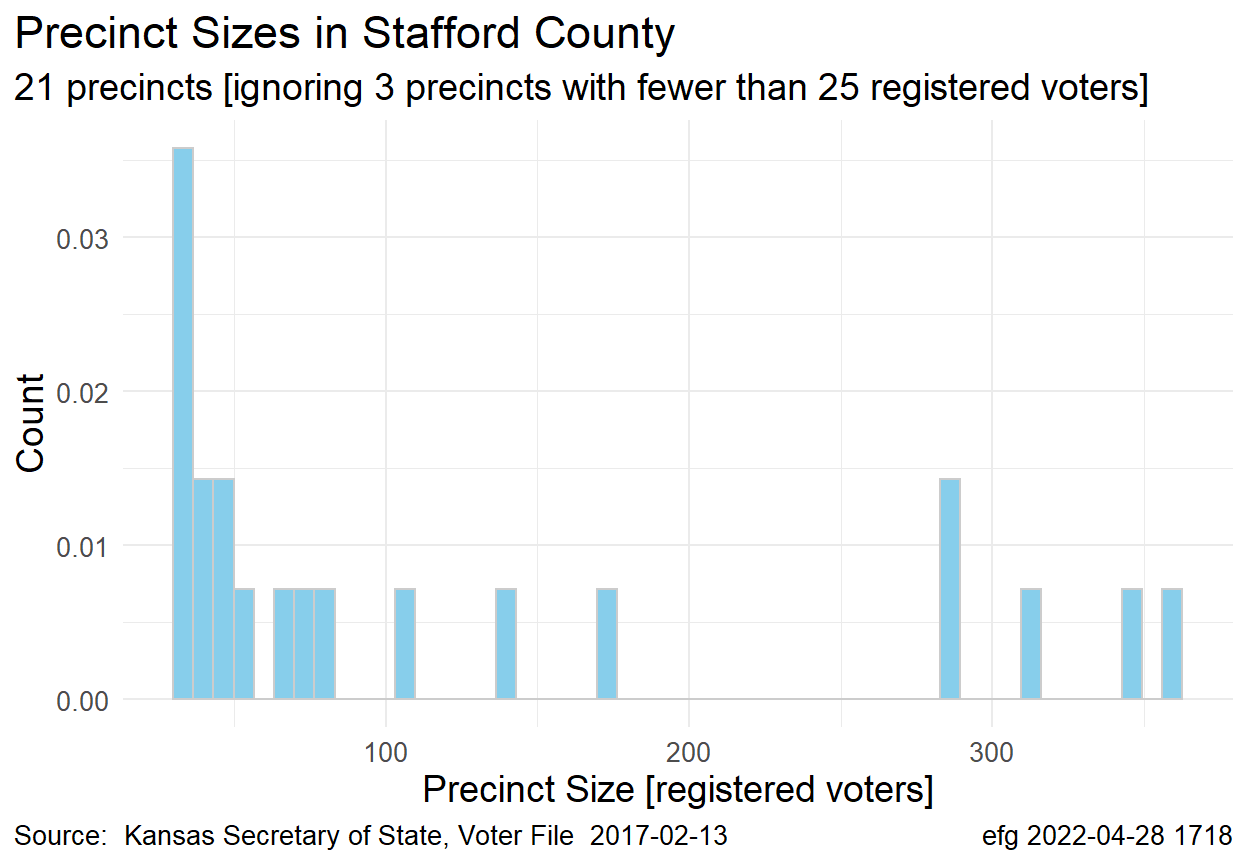 Precinct Sizes in Stafford County
21 precincts [ignoring 3 precincts with fewer than 25 registered voters]
Count
0.03
0.02
0.01
0.00
100 200 300
Precinct Size [registered voters]
Source:  Kansas Secretary of State, Voter File  2017-02-13
efg 2022-04-28 1718